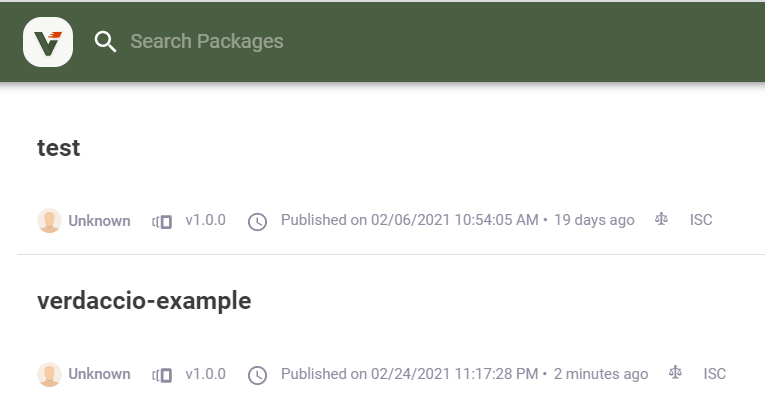 Search Packages
test
Unknown v1.0.0 Published on 02/06/2021 10:54:05 AM • 19 days ago ISC
verdaccio-example
Unknown v1.0.0 Published on 02/24/2021 11:17:28 PM • 2 minutes ago ISC